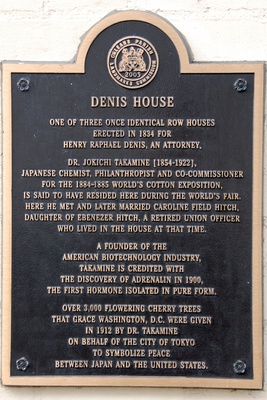 ORLEANS PARISH
2003
LANDMARKS COMMISSION
DENIS HOUSE
ONE OF THREE ONCE IDENTICAL ROW HOUSES
ERECTED IN 1834 FOR
HENRY RAPHAEL DENIS, AN ATTORNEY.
DR. JOKICHI TAKAMINE [1854-1922],
JAPANESE CHEMIST, PHILANTHROPIST AND CO-COMMISSIONER
FOR THE 1884-1885 WORLD'S COTTON EXPOSITION,
IS SAID TO HAVE RESIDED HERE DURING THE WORLD'S FAIR.
HERE HE MET AND LATER MARRIED CAROLINE FIELD HITCH,
DAUGHTER OF EBENEZER HITCH, A RETIRED UNION OFFICER
WHO LIVED IN THE HOUSE AT THAT TIME.
A FOUNDER OF THE
AMERICAN BIOTECHNOLOGY INDUSTRY,
TAKAMINE IS CREDITED WITH
THE DISCOVERY OF ADRENALIN IN 1900,
THE FIRST HORMONE ISOLATED IN PURE FORM.
OVER 3,000 FLOWERING CHERRY TREES
THAT GRACE WASHINGTON, D.C. WERE GIVEN
IN 1912 BY DR. TAKAMINE
ON BEHALF OF THE CITY OF TOKYO
TO SYMBOLIZE PEACE
BETWEEN JAPAN AND THE UNITED STATES.